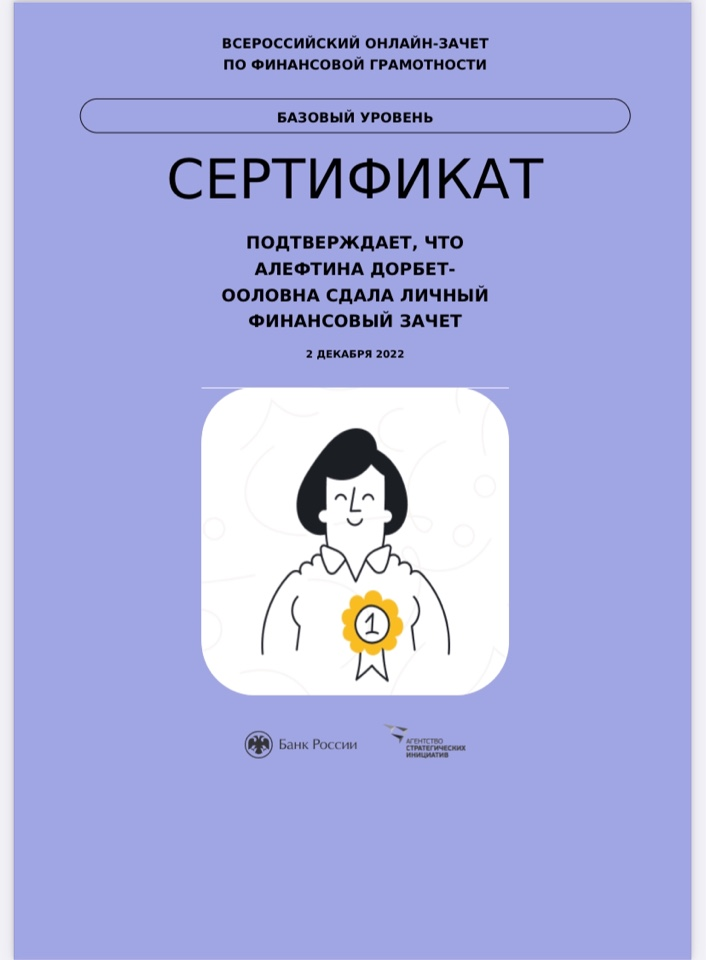 ВСЕРОССИЙСКИЙ ОНЛАЙН-ЗАЧЕТ
ПО ФИНАНСОВОЙ ГРАМОТНОСТИ
БАЗОВЫЙ УРОВЕНЬ
СЕРТИФИКАТ
ПОДТВЕРЖДАЕТ, ЧТО
АЛЕФТИНА ДОРБЕТ-
ООЛОВНА СДАЛА ЛИЧНЫЙ
ФИНАНСОВЫЙ ЗАЧЕТ
2 ДЕКАБРЯ 2022
1
Банк России
АГЕНТСТВО
СТРАТЕГИЧЕСКИХ
ИНИЦИАТИВ